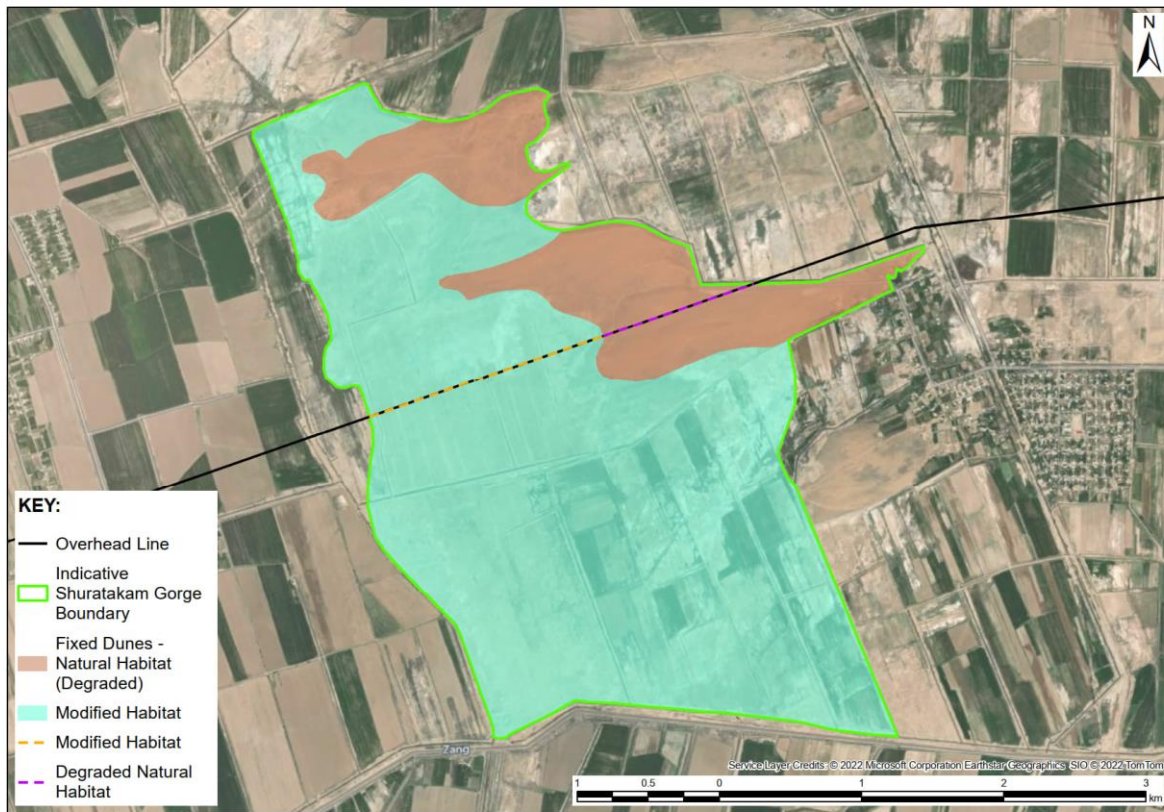 N
KEY:
Overhead Line
Indicative
Shuratakam Gorge
Boundary
Fixed Dunes -
Natural Habitat
(Degraded)
Modified Habitat
Modified Habitat
Degraded Natural
Habitat
Zang
Service Layer Credits: © 2022 Microsoft Corporation Earthstar Geographics SIO © 2022 TomTom
1 0.5 0 1 2 3
km